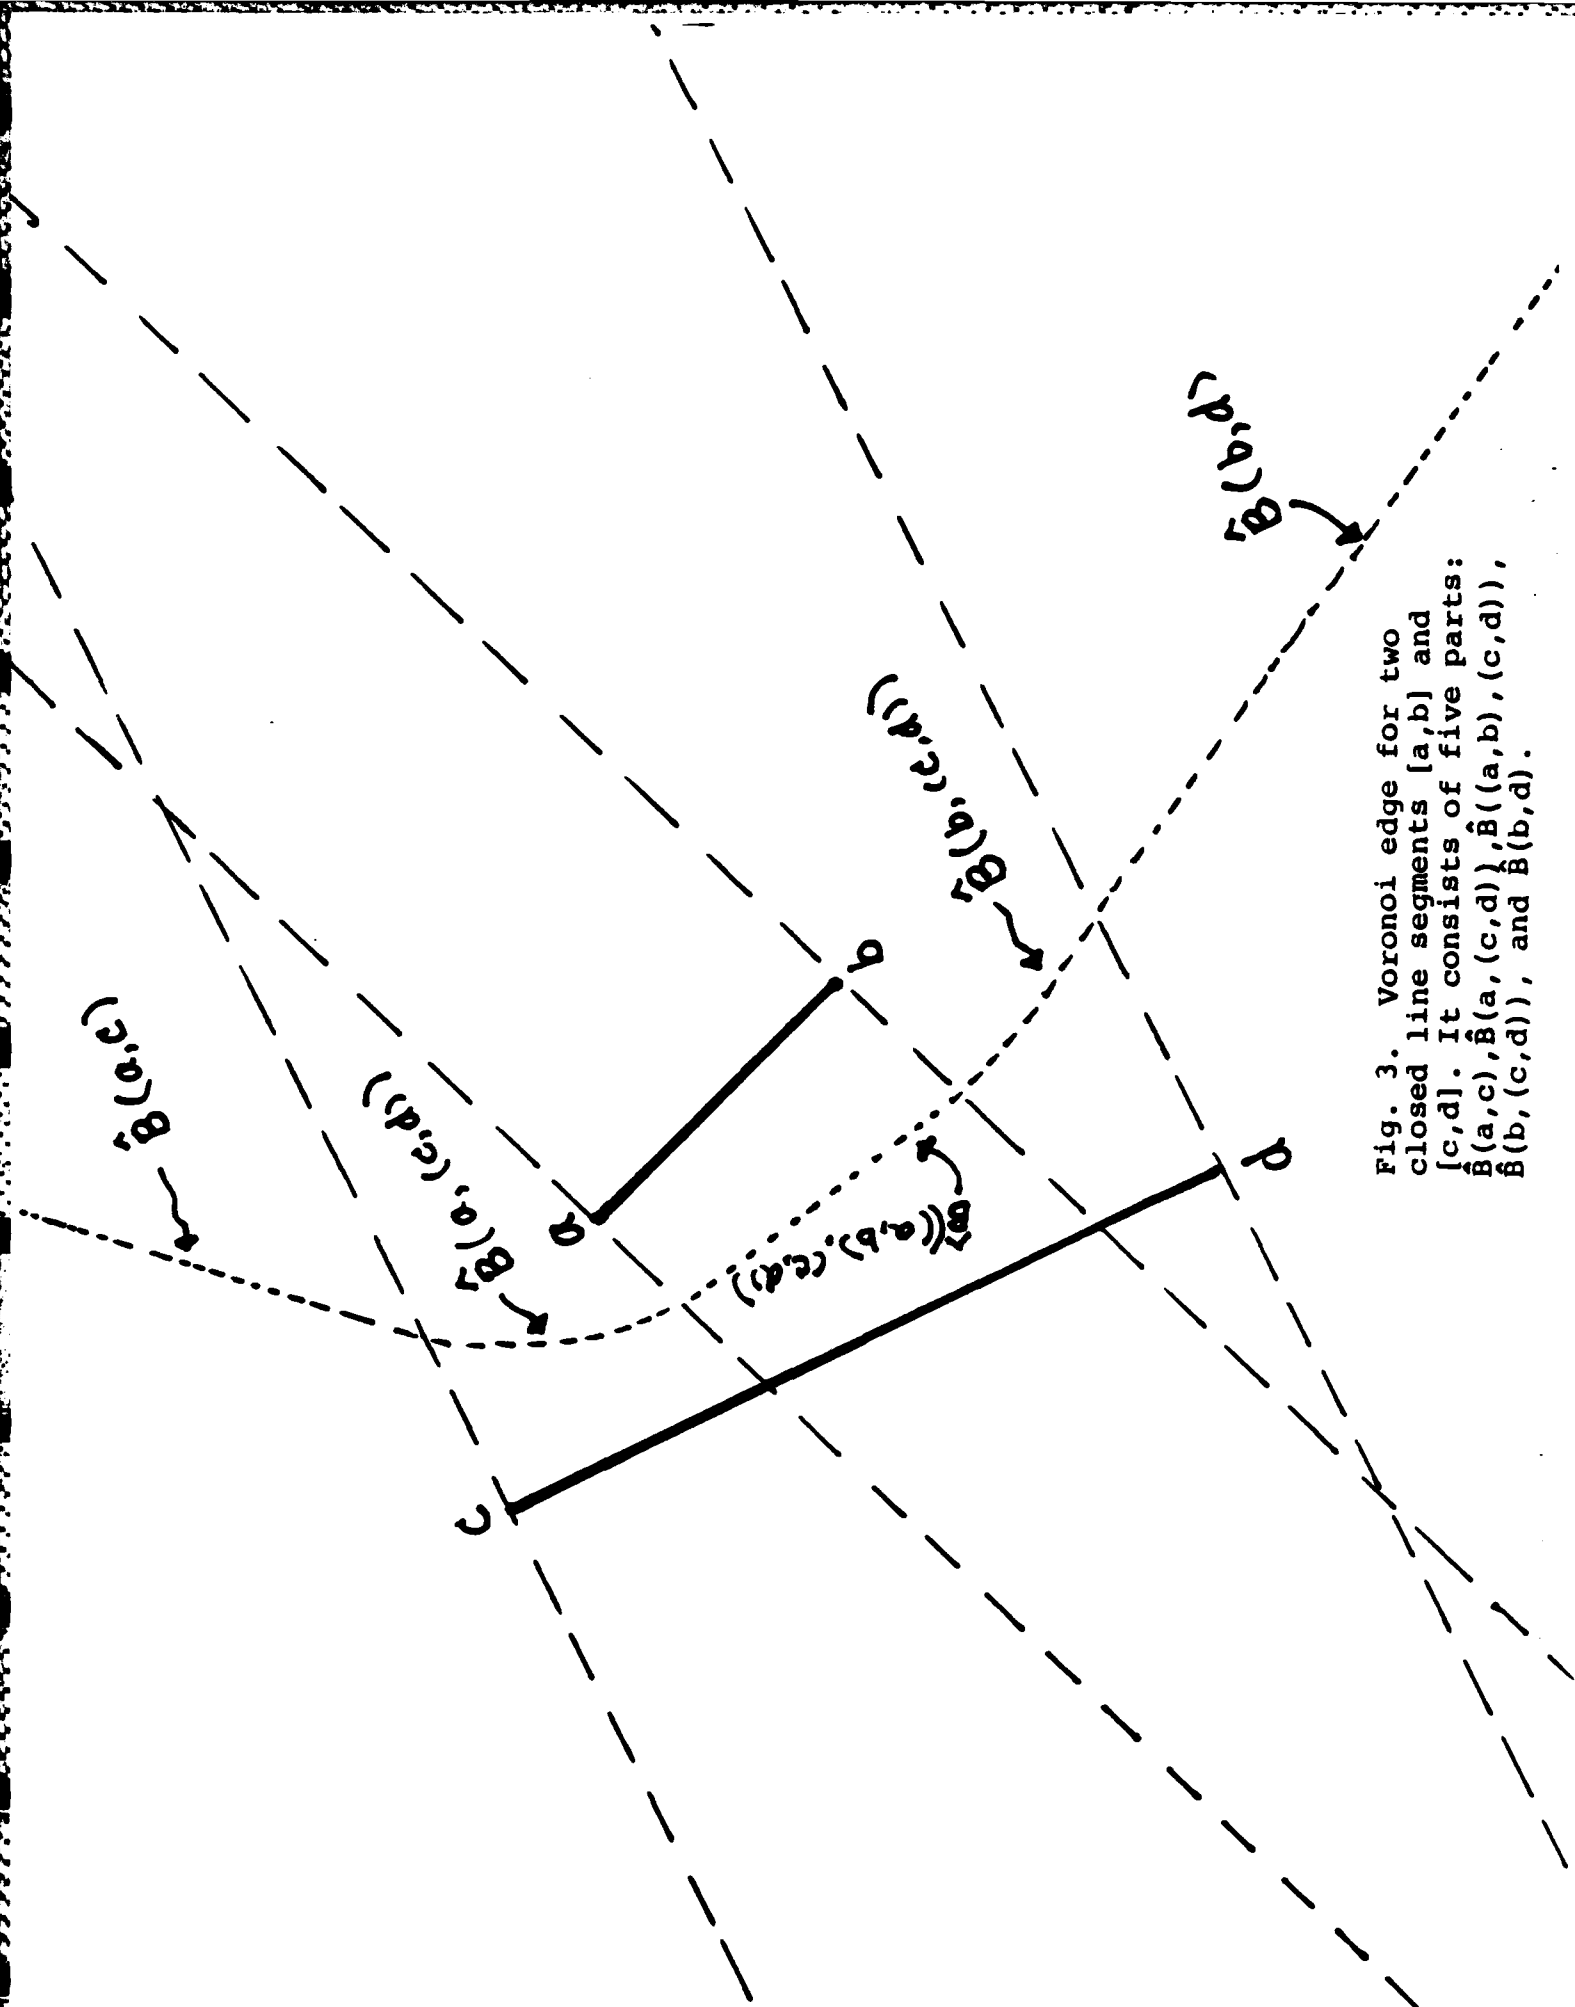 B̂(a,c)
B̂(a,(c,d))
a
b
c
d
B̂((a,b),(c,d))
B̂(b,(c,d))
B̂(b,d)
Fig. 3. Voronoi edge for two
closed line segments [a,b] and
[c,d]. It consists of five parts:
B̂(a,c),B̂(a,(c,d)),B̂((a,b),(c,d)),
B̂(b,(c,d)), and B̂(b,d).